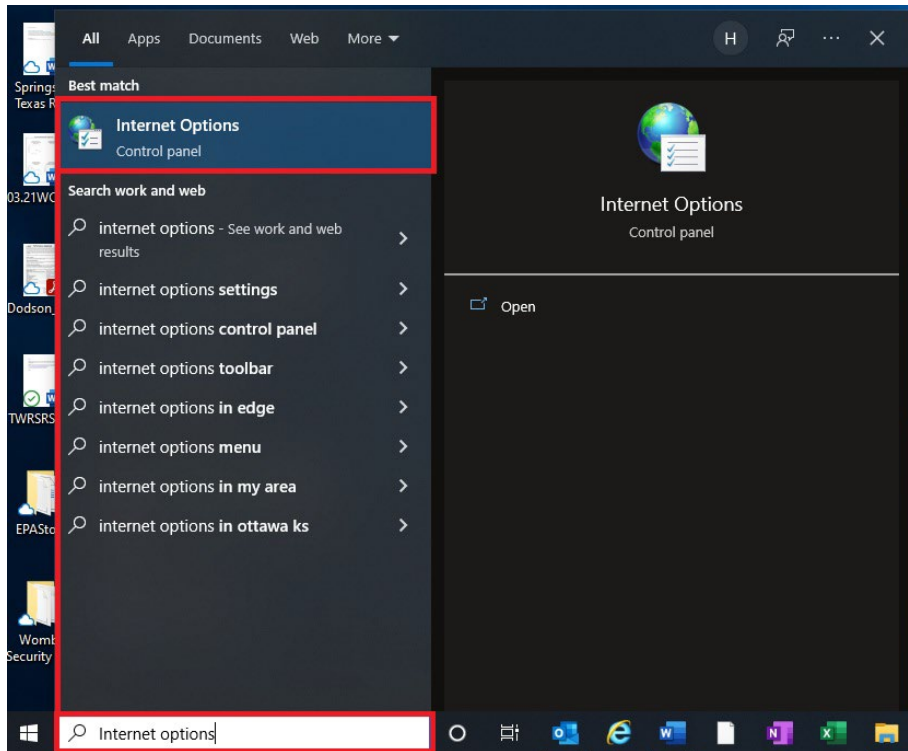 All Apps Documents Web More H
Best match
Internet Options
Control panel
Search work and web
internet options - See work and web
results
internet options settings
internet options control panel
internet options toolbar
internet options in edge
internet options menu
internet options in my area
internet options in ottawa ks
Internet options
Internet Options
Control panel
Open
Springs
Texas R
03.21WC
Dodson_
TWRSRS
EPASto
Womb
Security